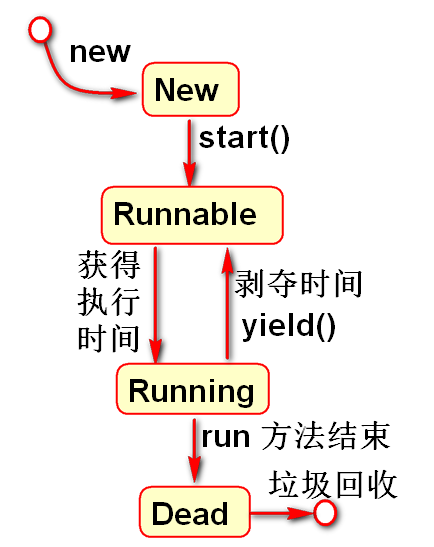 new
New
start()
Runnable
获得
执行
时间
剥夺时间
yield()
Running
run 方法结束
垃圾回收
Dead